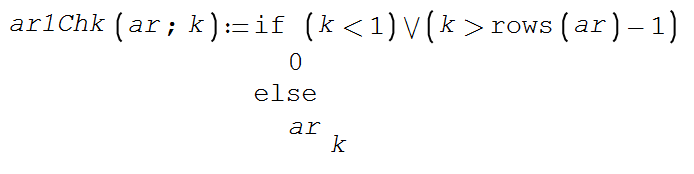 ar1Chk(ar; k):=if (k<1)∨(k>rows(ar)-1)
0
else
ar
k